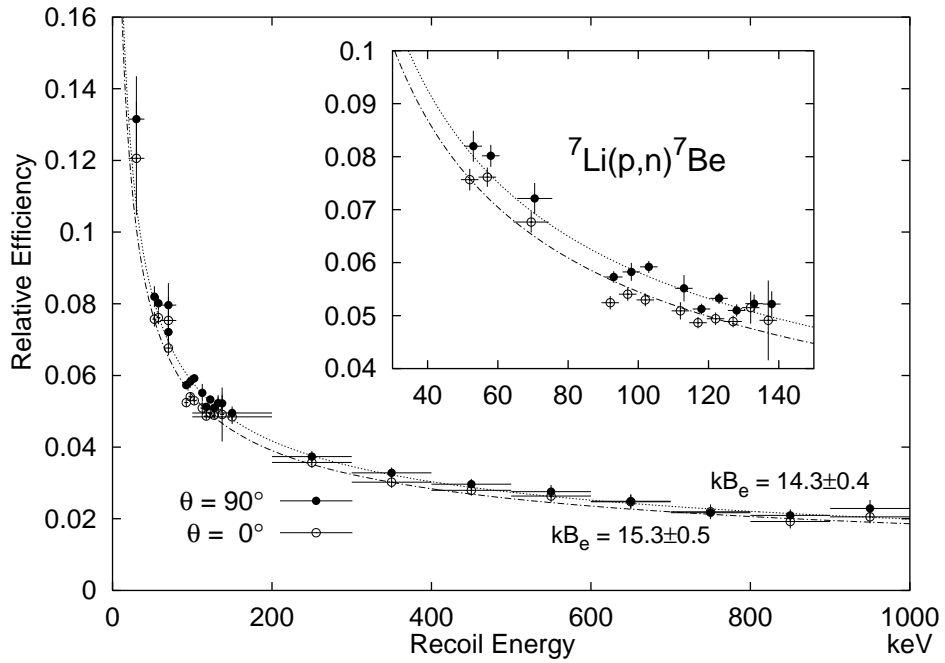 0.16
0.14
0.12
0.1
0.08
0.06
0.04
0.02
0
Relative Efficiency
0.1
0.09
0.08
0.07
0.06
0.05
0.04
40 60 80 100 120 140
⁷Li(p,n)⁷Be
θ = 90°
θ = 0°
kBₑ = 14.3±0.4
kBₑ = 15.3±0.5
0 200 400 600 800 1000
Recoil Energy keV